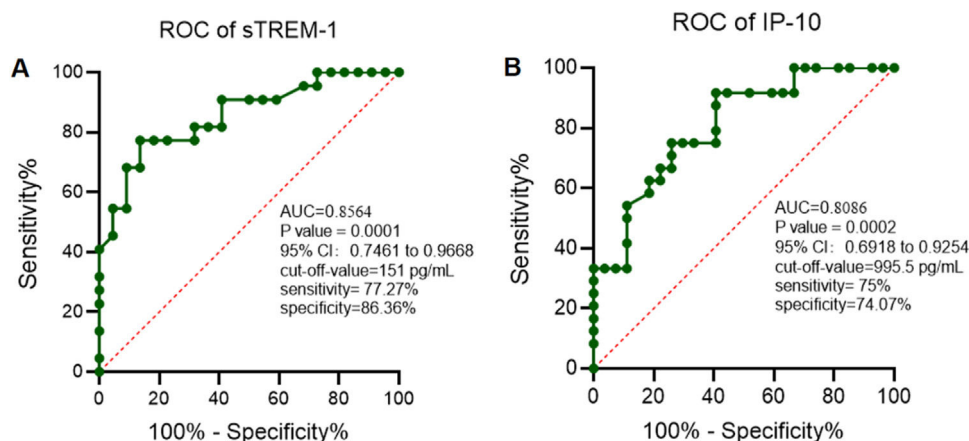 ROC of sTREM-1
A
Sensitivity%
100
80
60
40
20
0
AUC=0.8564
P value = 0.0001
95% CI: 0.7461 to 0.9668
cut-off-value=151 pg/mL
sensitivity= 77.27%
specificity=86.36%
0 20 40 60 80 100
100% - Specificity%
ROC of IP-10
B
Sensitivity%
100
80
60
40
20
0
AUC=0.8086
P value = 0.0002
95% CI: 0.6918 to 0.9254
cut-off-value=995.5 pg/mL
sensitivity= 75%
specificity=74.07%
0 20 40 60 80 100
100% - Specificity%